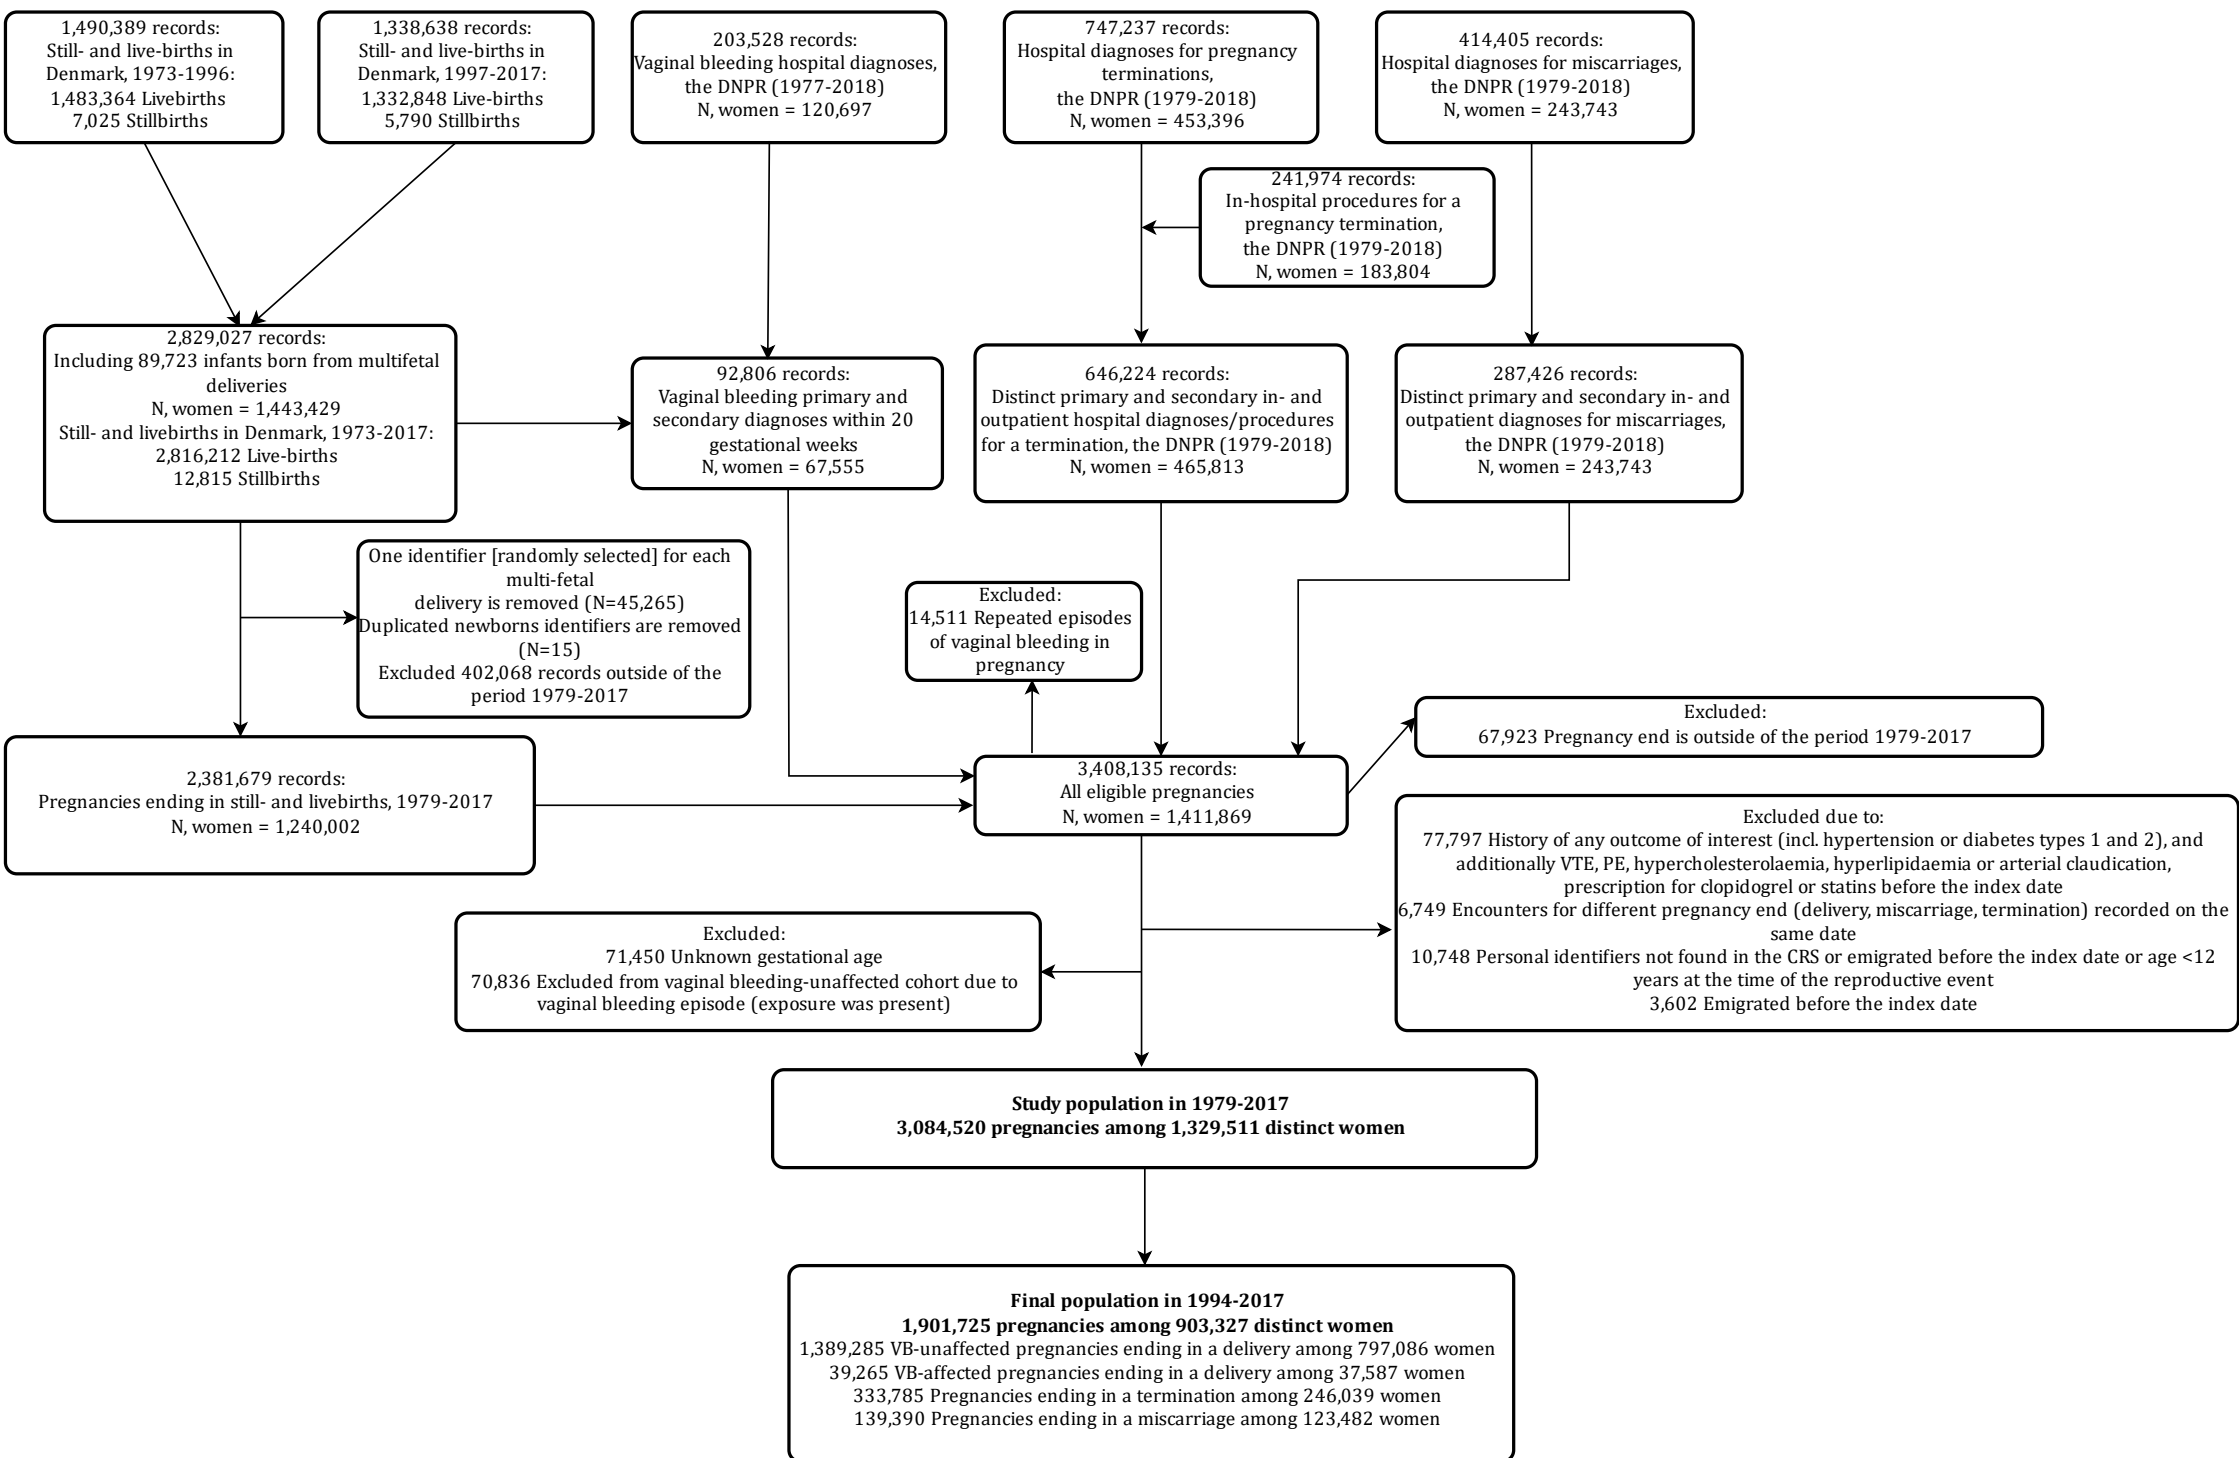 1,490,389 records:
Still- and live-births in
Denmark, 1973-1996:
1,483,364 Livebirths
7,025 Stillbirths
1,338,638 records:
Still- and live-births in
Denmark, 1997-2017:
1,332,848 Live-births
5,790 Stillbirths
203,528 records:
Vaginal bleeding hospital diagnoses,
the DNPR (1977-2018)
N, women = 120,697
747,237 records:
Hospital diagnoses for pregnancy
terminations,
the DNPR (1979-2018)
N, women = 453,396
414,405 records:
Hospital diagnoses for miscarriages,
the DNPR (1979-2018)
N, women = 243,743
241,974 records:
In-hospital procedures for a
pregnancy termination,
the DNPR (1979-2018)
N, women = 183,804
2,829,027 records:
Including 89,723 infants born from multifetal
deliveries
N, women = 1,443,429
Still- and livebirths in Denmark, 1973-2017:
2,816,212 Live-births
12,815 Stillbirths
92,806 records:
Vaginal bleeding primary and
secondary diagnoses within 20
gestational weeks
N, women = 67,555
646,224 records:
Distinct primary and secondary in- and
outpatient hospital diagnoses/procedures
for a termination, the DNPR (1979-2018)
N, women = 465,813
287,426 records:
Distinct primary and secondary in- and
outpatient diagnoses for miscarriages,
the DNPR (1979-2018)
N, women = 243,743
One identifier [randomly selected] for each
multi-fetal
delivery is removed (N=45,265)
Duplicated newborns identifiers are removed
(N=15)
Excluded 402,068 records outside of the
period 1979-2017
Excluded:
14,511 Repeated episodes
of vaginal bleeding in
pregnancy
Excluded:
67,923 Pregnancy end is outside of the period 1979-2017
2,381,679 records:
Pregnancies ending in still- and livebirths, 1979-2017
N, women = 1,240,002
3,408,135 records:
All eligible pregnancies
N, women = 1,411,869
Excluded due to:
77,797 History of any outcome of interest (incl. hypertension or diabetes types 1 and 2), and
additionally VTE, PE, hypercholesterolaemia, hyperlipidaemia or arterial claudication,
prescription for clopidogrel or statins before the index date
6,749 Encounters for different pregnancy end (delivery, miscarriage, termination) recorded on the
same date
10,748 Personal identifiers not found in the CRS or emigrated before the index date or age <12
years at the time of the reproductive event
3,602 Emigrated before the index date
Excluded:
71,450 Unknown gestational age
70,836 Excluded from vaginal bleeding-unaffected cohort due to
vaginal bleeding episode (exposure was present)
Study population in 1979-2017
3,084,520 pregnancies among 1,329,511 distinct women
Final population in 1994-2017
1,901,725 pregnancies among 903,327 distinct women
1,389,285 VB-unaffected pregnancies ending in a delivery among 797,086 women
39,265 VB-affected pregnancies ending in a delivery among 37,587 women
333,785 Pregnancies ending in a termination among 246,039 women
139,390 Pregnancies ending in a miscarriage among 123,482 women